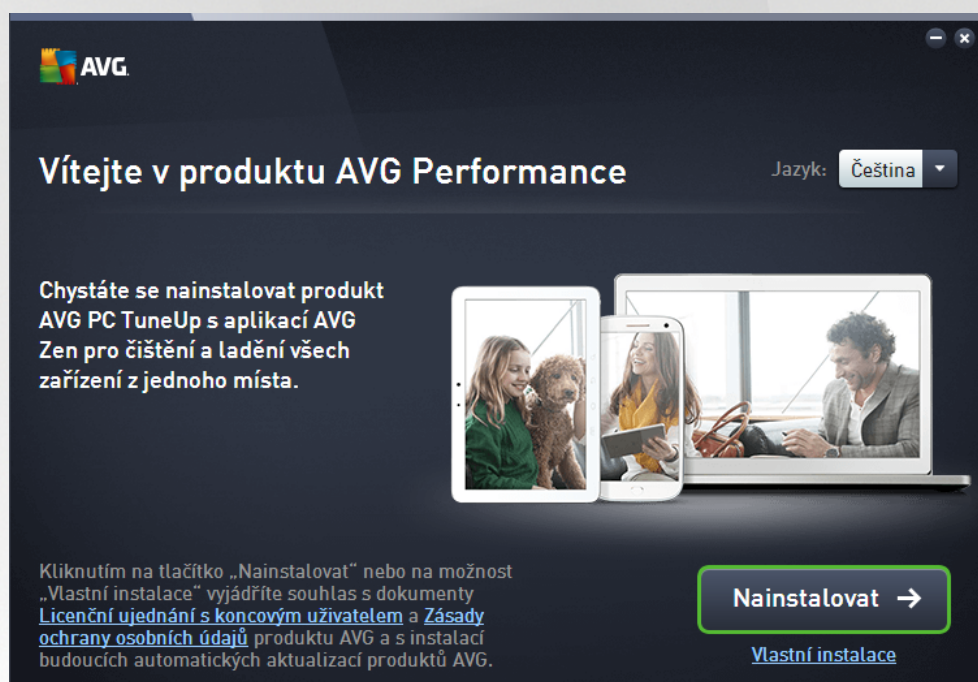 AVG
Vítejte v produktu AVG Performance
Jazyk: Čeština
Chystáte se nainstalovat produkt
AVG PC TuneUp s aplikací AVG
Zen pro čištění a ladění všech
zařízení z jednoho místa.
Kliknutím na tlačítko „Nainstalovat“ nebo na možnost
„Vlastní instalace“ vyjádříte souhlas s dokumenty
Licenční ujednání s koncovým uživatelem a Zásady
ochrany osobních údajů produktu AVG a s instalací
budoucích automatických aktualizací produktů AVG.
Nainstalovat →
Vlastní instalace